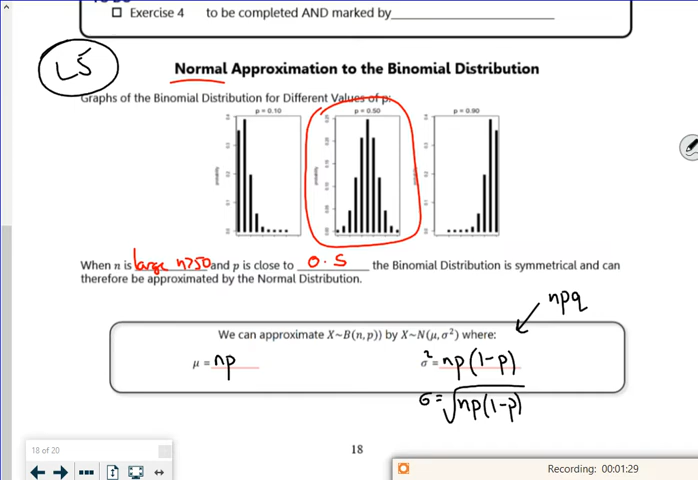 Exercise 4 to be completed AND marked by
L5
Normal Approximation to the Binomial Distribution
Graphs of the Binomial Distribution for Different Values of p:
p = 0.10 p = 0.50 p = 0.90
When n is large n>50 and p is close to 0.5 the Binomial Distribution is symmetrical and can
therefore be approximated by the Normal Distribution.
npq
We can approximate X~B(n, p)) by X~N(μ, σ²) where:
μ = np σ² = np(1-p)
σ = √np(1-p)
18 of 20
18
Recording: 00:01:29